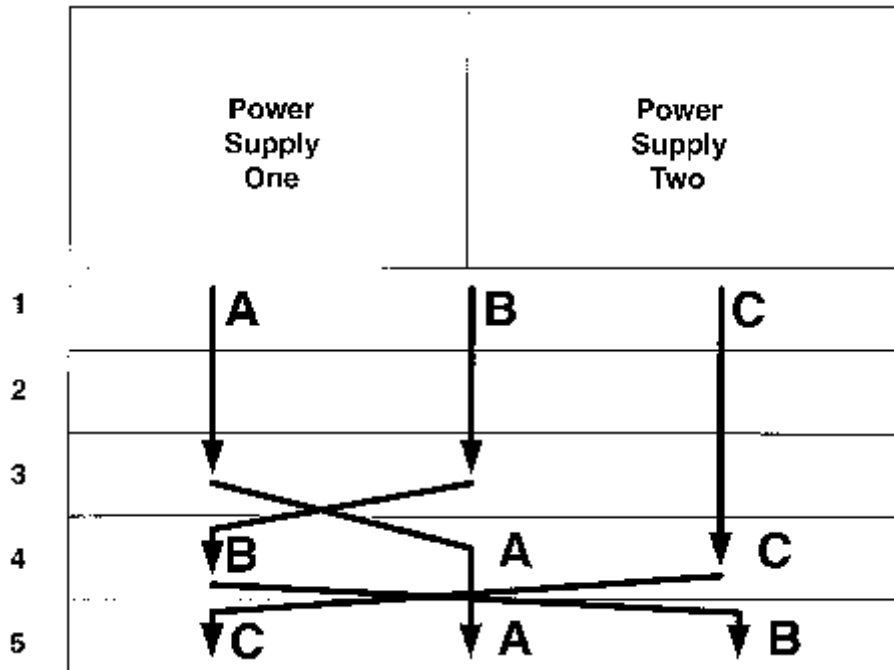 Power
Supply
One
Power
Supply
Two
1 A B C
2
3
4 B A C
5 C A B